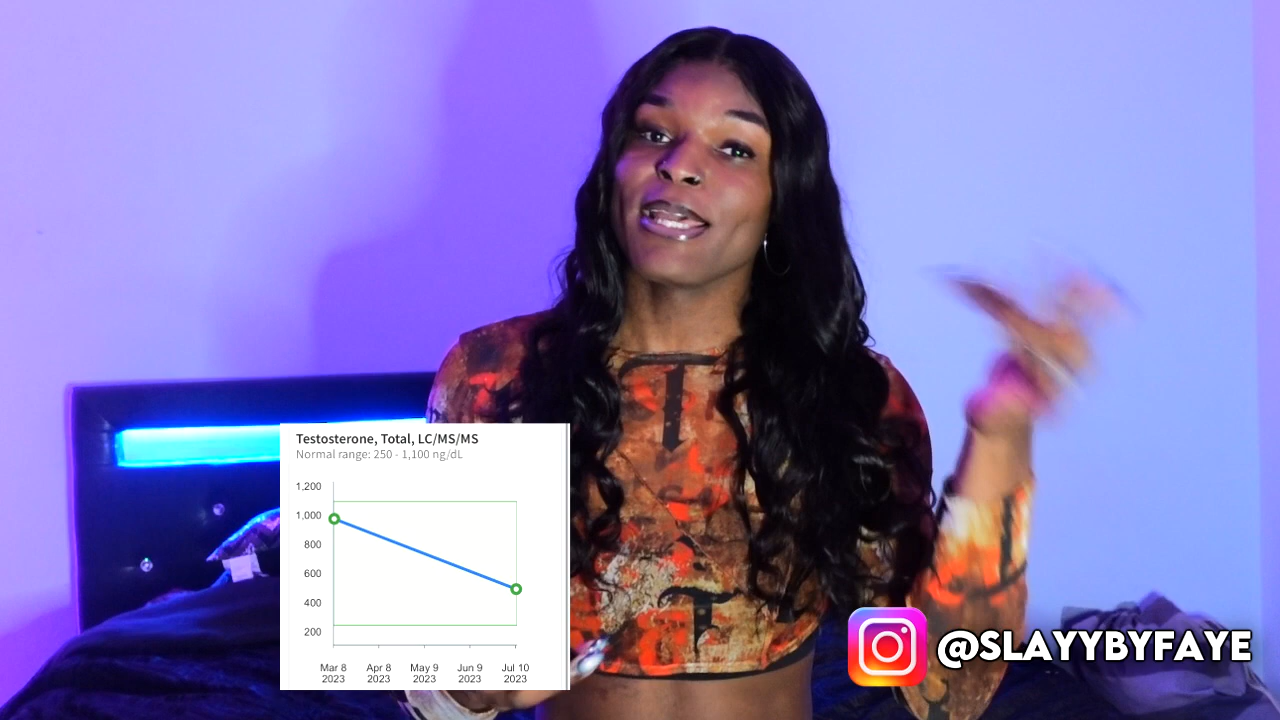 Testosterone, Total, LC/MS/MS
Normal range: 250 - 1,100 ng/dL
1,200
1,000
800
600
400
200
Mar 8 Apr 8 May 9 Jun 9 Jul 10
2023 2023 2023 2023 2023
@SLAYYBYFAYE